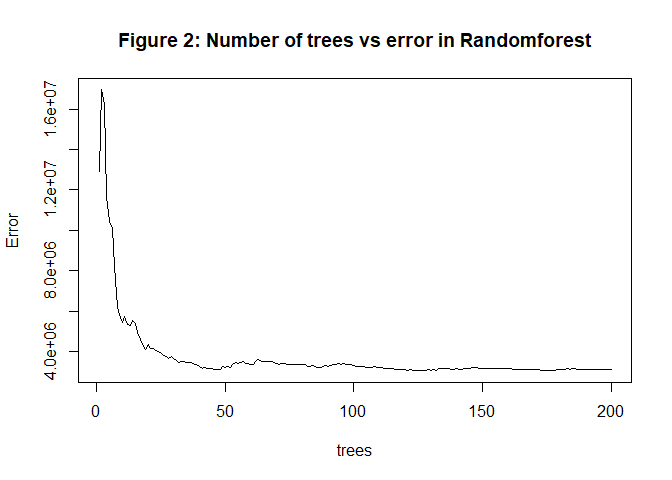 Figure 2: Number of trees vs error in Randomforest
1.6e+07
1.2e+07
8.0e+06
4.0e+06
Error
0 50 100 150 200
trees